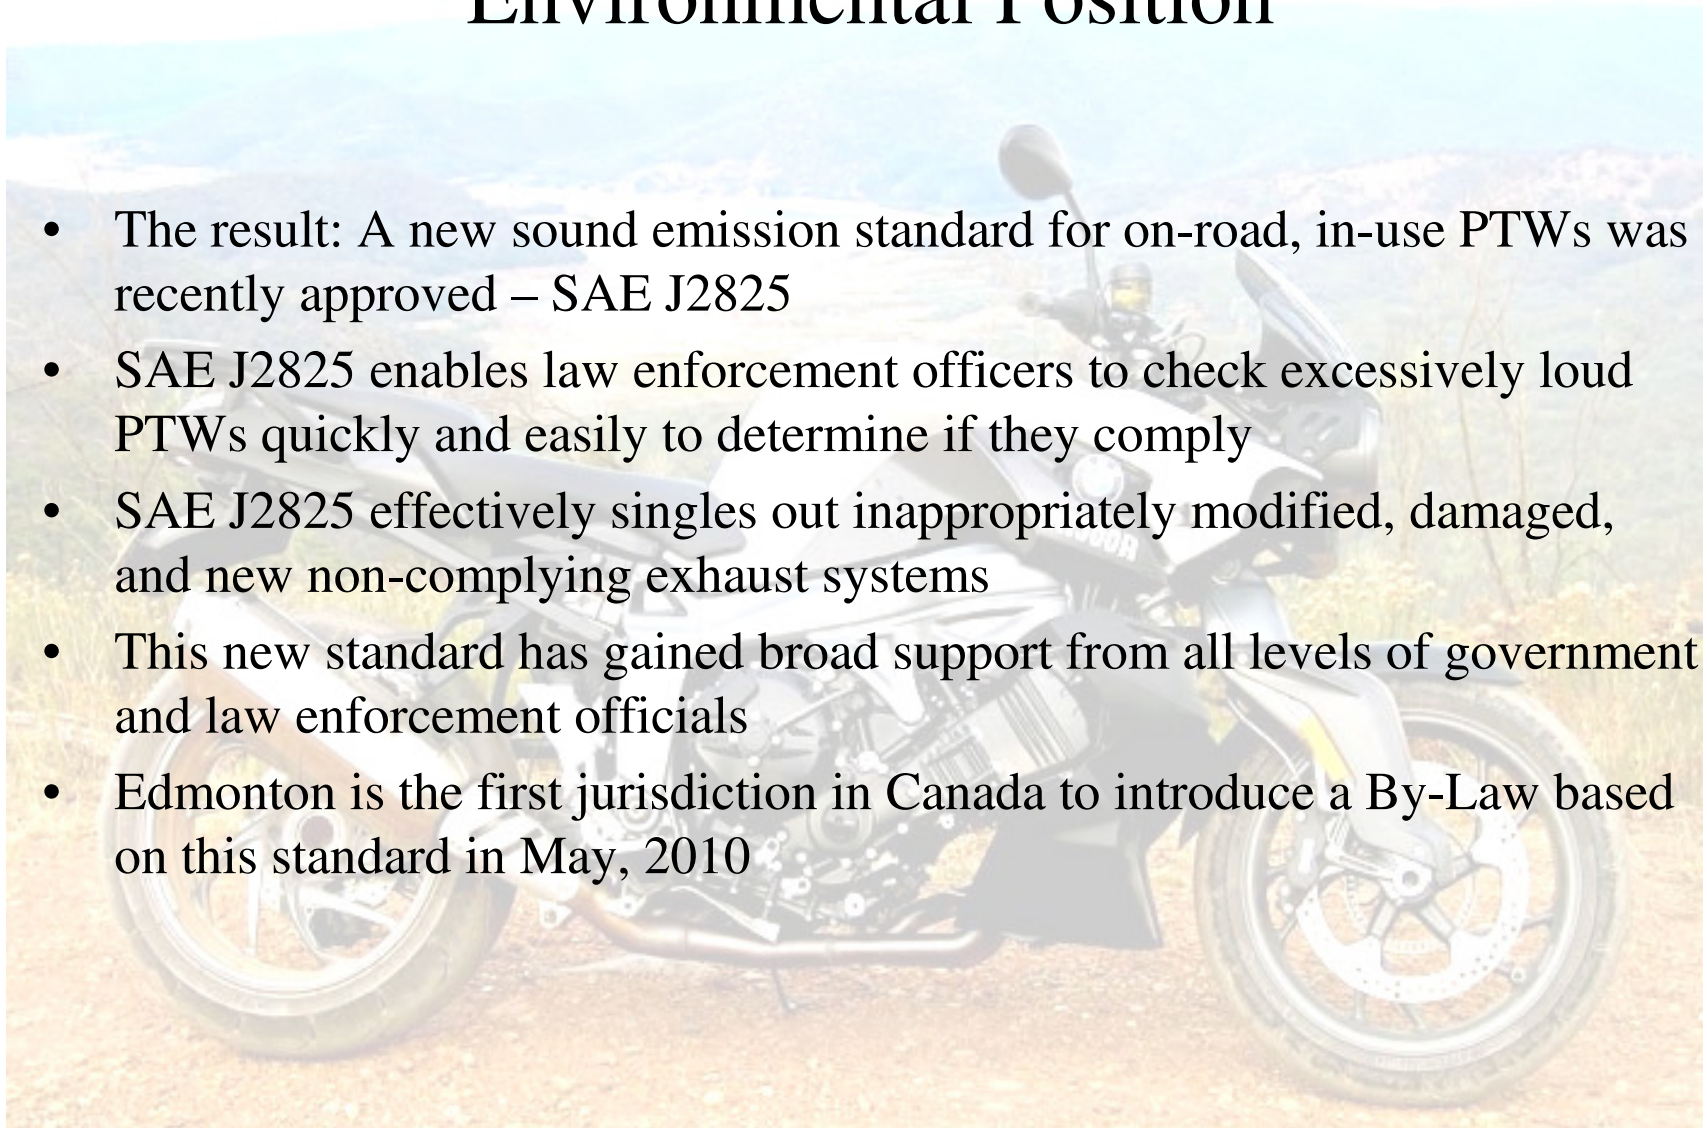 Environmental Position
• The result: A new sound emission standard for on-road, in-use PTWs was
recently approved – SAE J2825
• SAE J2825 enables law enforcement officers to check excessively loud
PTWs quickly and easily to determine if they comply
• SAE J2825 effectively singles out inappropriately modified, damaged,
and new non-complying exhaust systems
• This new standard has gained broad support from all levels of government
and law enforcement officials
• Edmonton is the first jurisdiction in Canada to introduce a By-Law based
on this standard in May, 2010